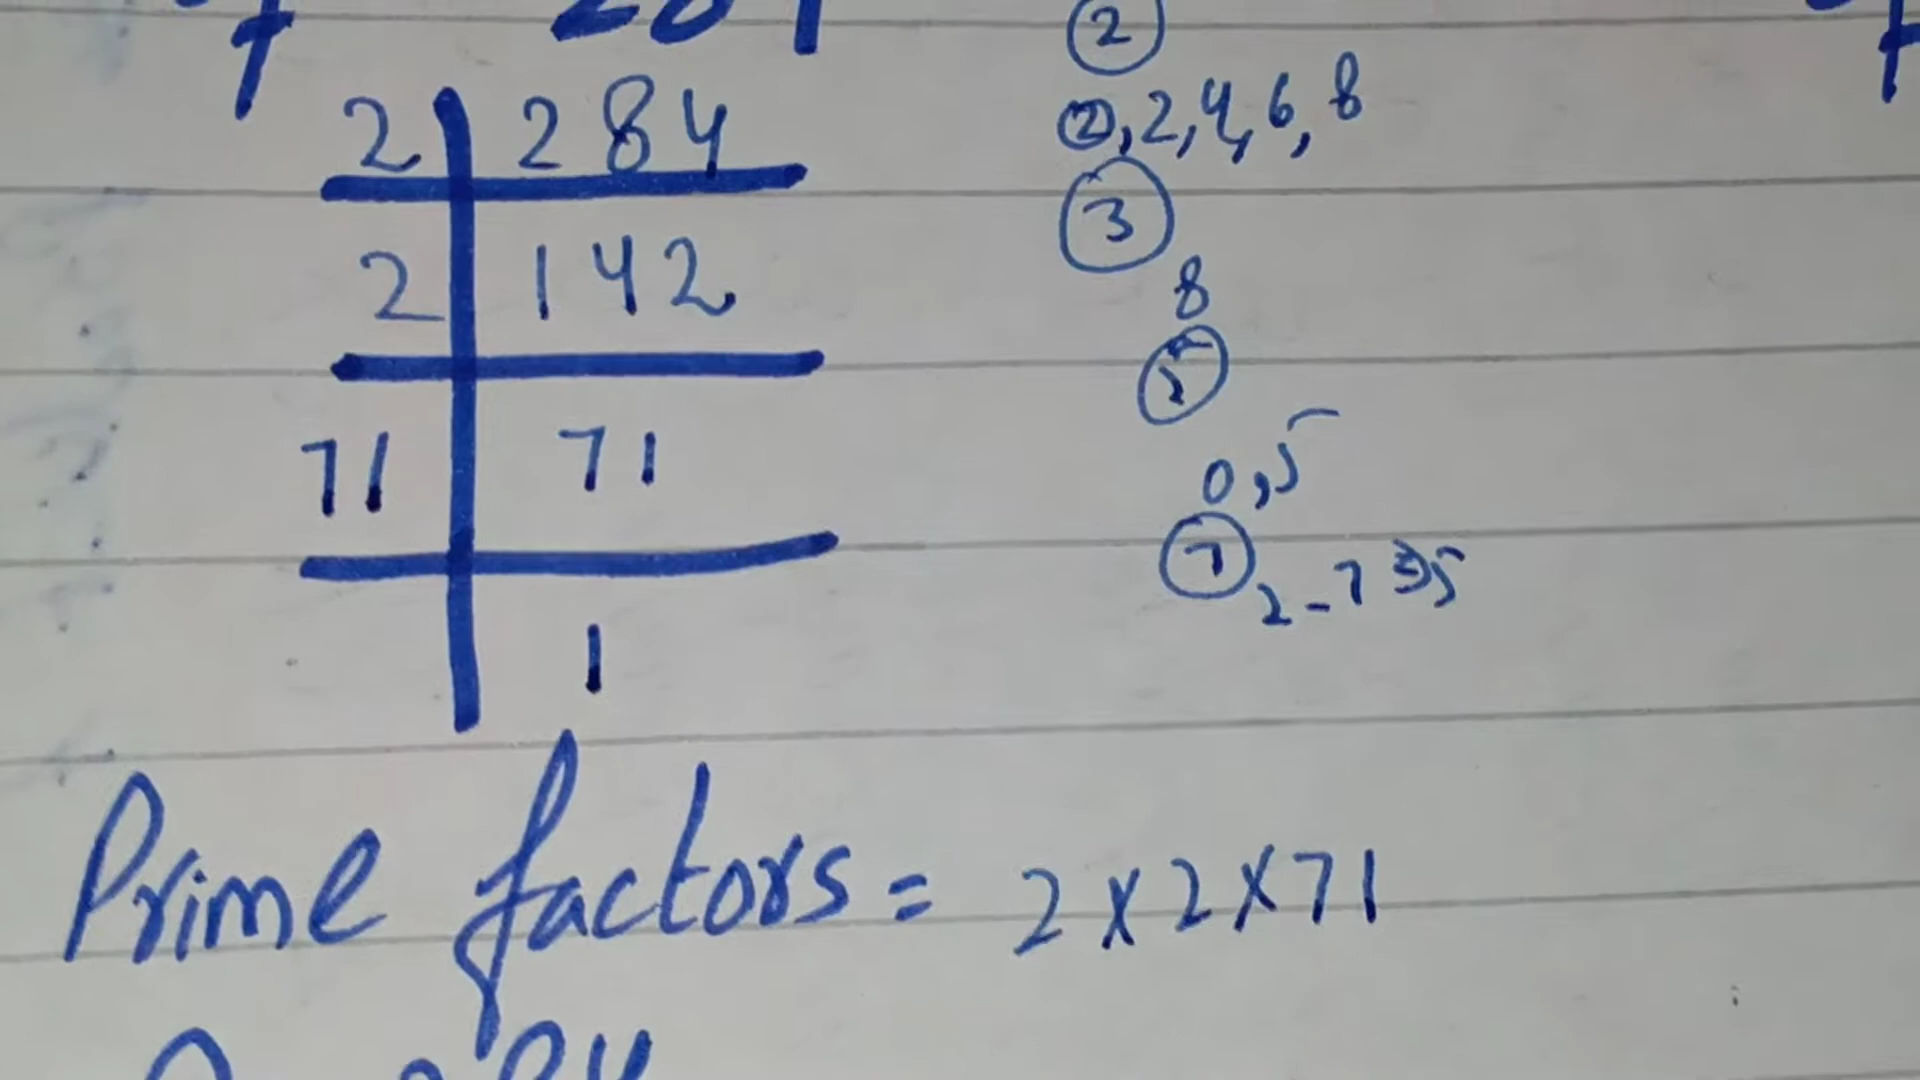 2 | 284
2 | 142
71 | 71
1
2
2, 2, 4, 6, 8
3
8
0, 5
7
Prime factors = 2 x 2 x 71